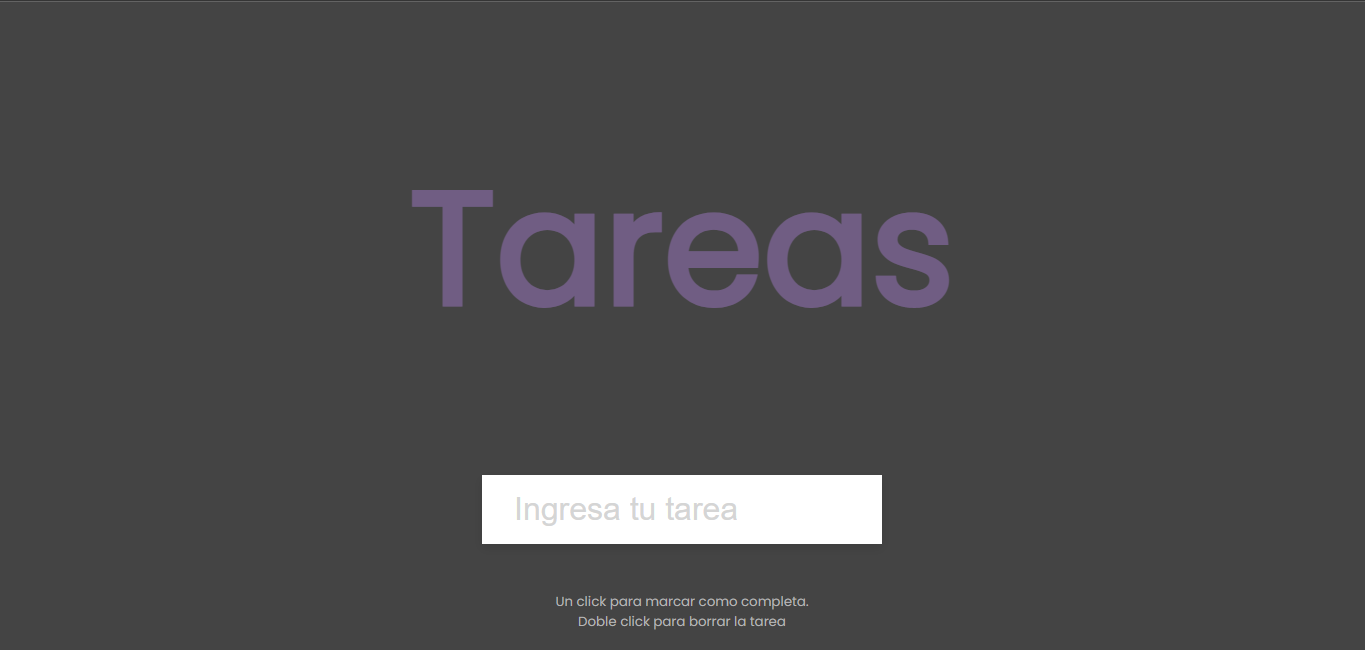 Tareas
Ingresa tu tarea
Un click para marcar como completa.
Doble click para borrar la tarea